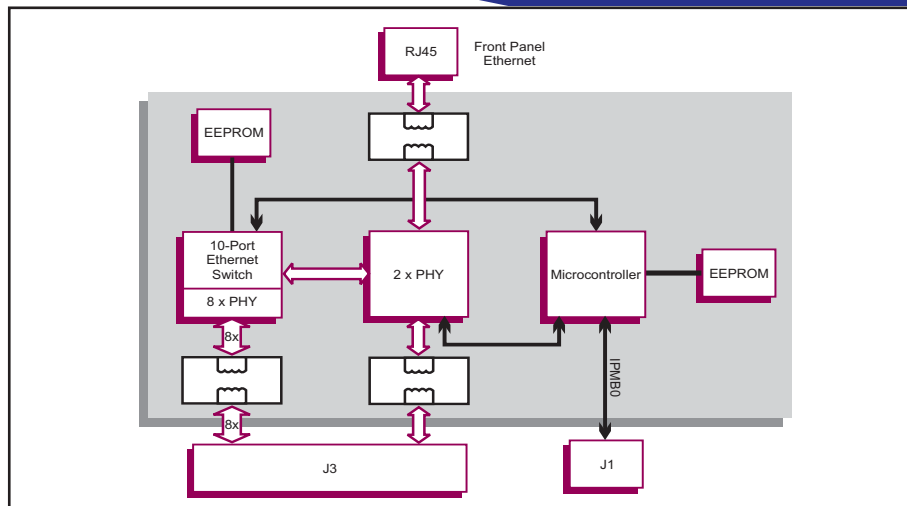 RJ45
Front Panel
Ethernet
EEPROM
10-Port
Ethernet
Switch
8 x PHY
2 x PHY
Microcontroller
EEPROM
8x
IPMB0
8x
J3
J1